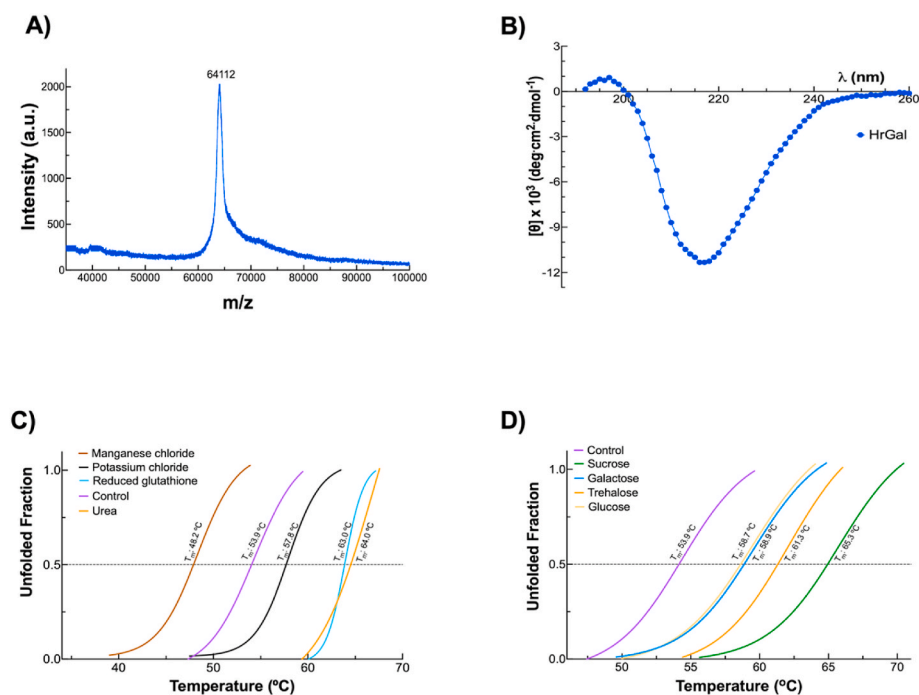 A)
64112
2000
1500
1000
500
0
Intensity (a.u.)
40000 50000 60000 70000 80000 90000 100000
m/z
B)
3
0
-3
-6
-9
-12
200 220 240 260
λ (nm)
[θ] x 10³ (deg·cm²·dmol⁻¹)
HrGal
C)
Manganese chloride
Potassium chloride
Reduced glutathione
Control
Urea
1.0
0.5
0.0
Unfolded Fraction
Tm: 48.2 ºC
Tm: 53.9 ºC
Tm: 57.8 ºC
Tm: 63.0 ºC
Tm: 64.0 ºC
40 50 60 70
Temperature (ºC)
D)
Control
Sucrose
Galactose
Trehalose
Glucose
1.0
0.5
0.0
Unfolded Fraction
Tm: 53.9 ºC
Tm: 58.7 ºC
Tm: 58.9 ºC
Tm: 61.3 ºC
Tm: 65.3 ºC
50 55 60 65 70
Temperature (ºC)